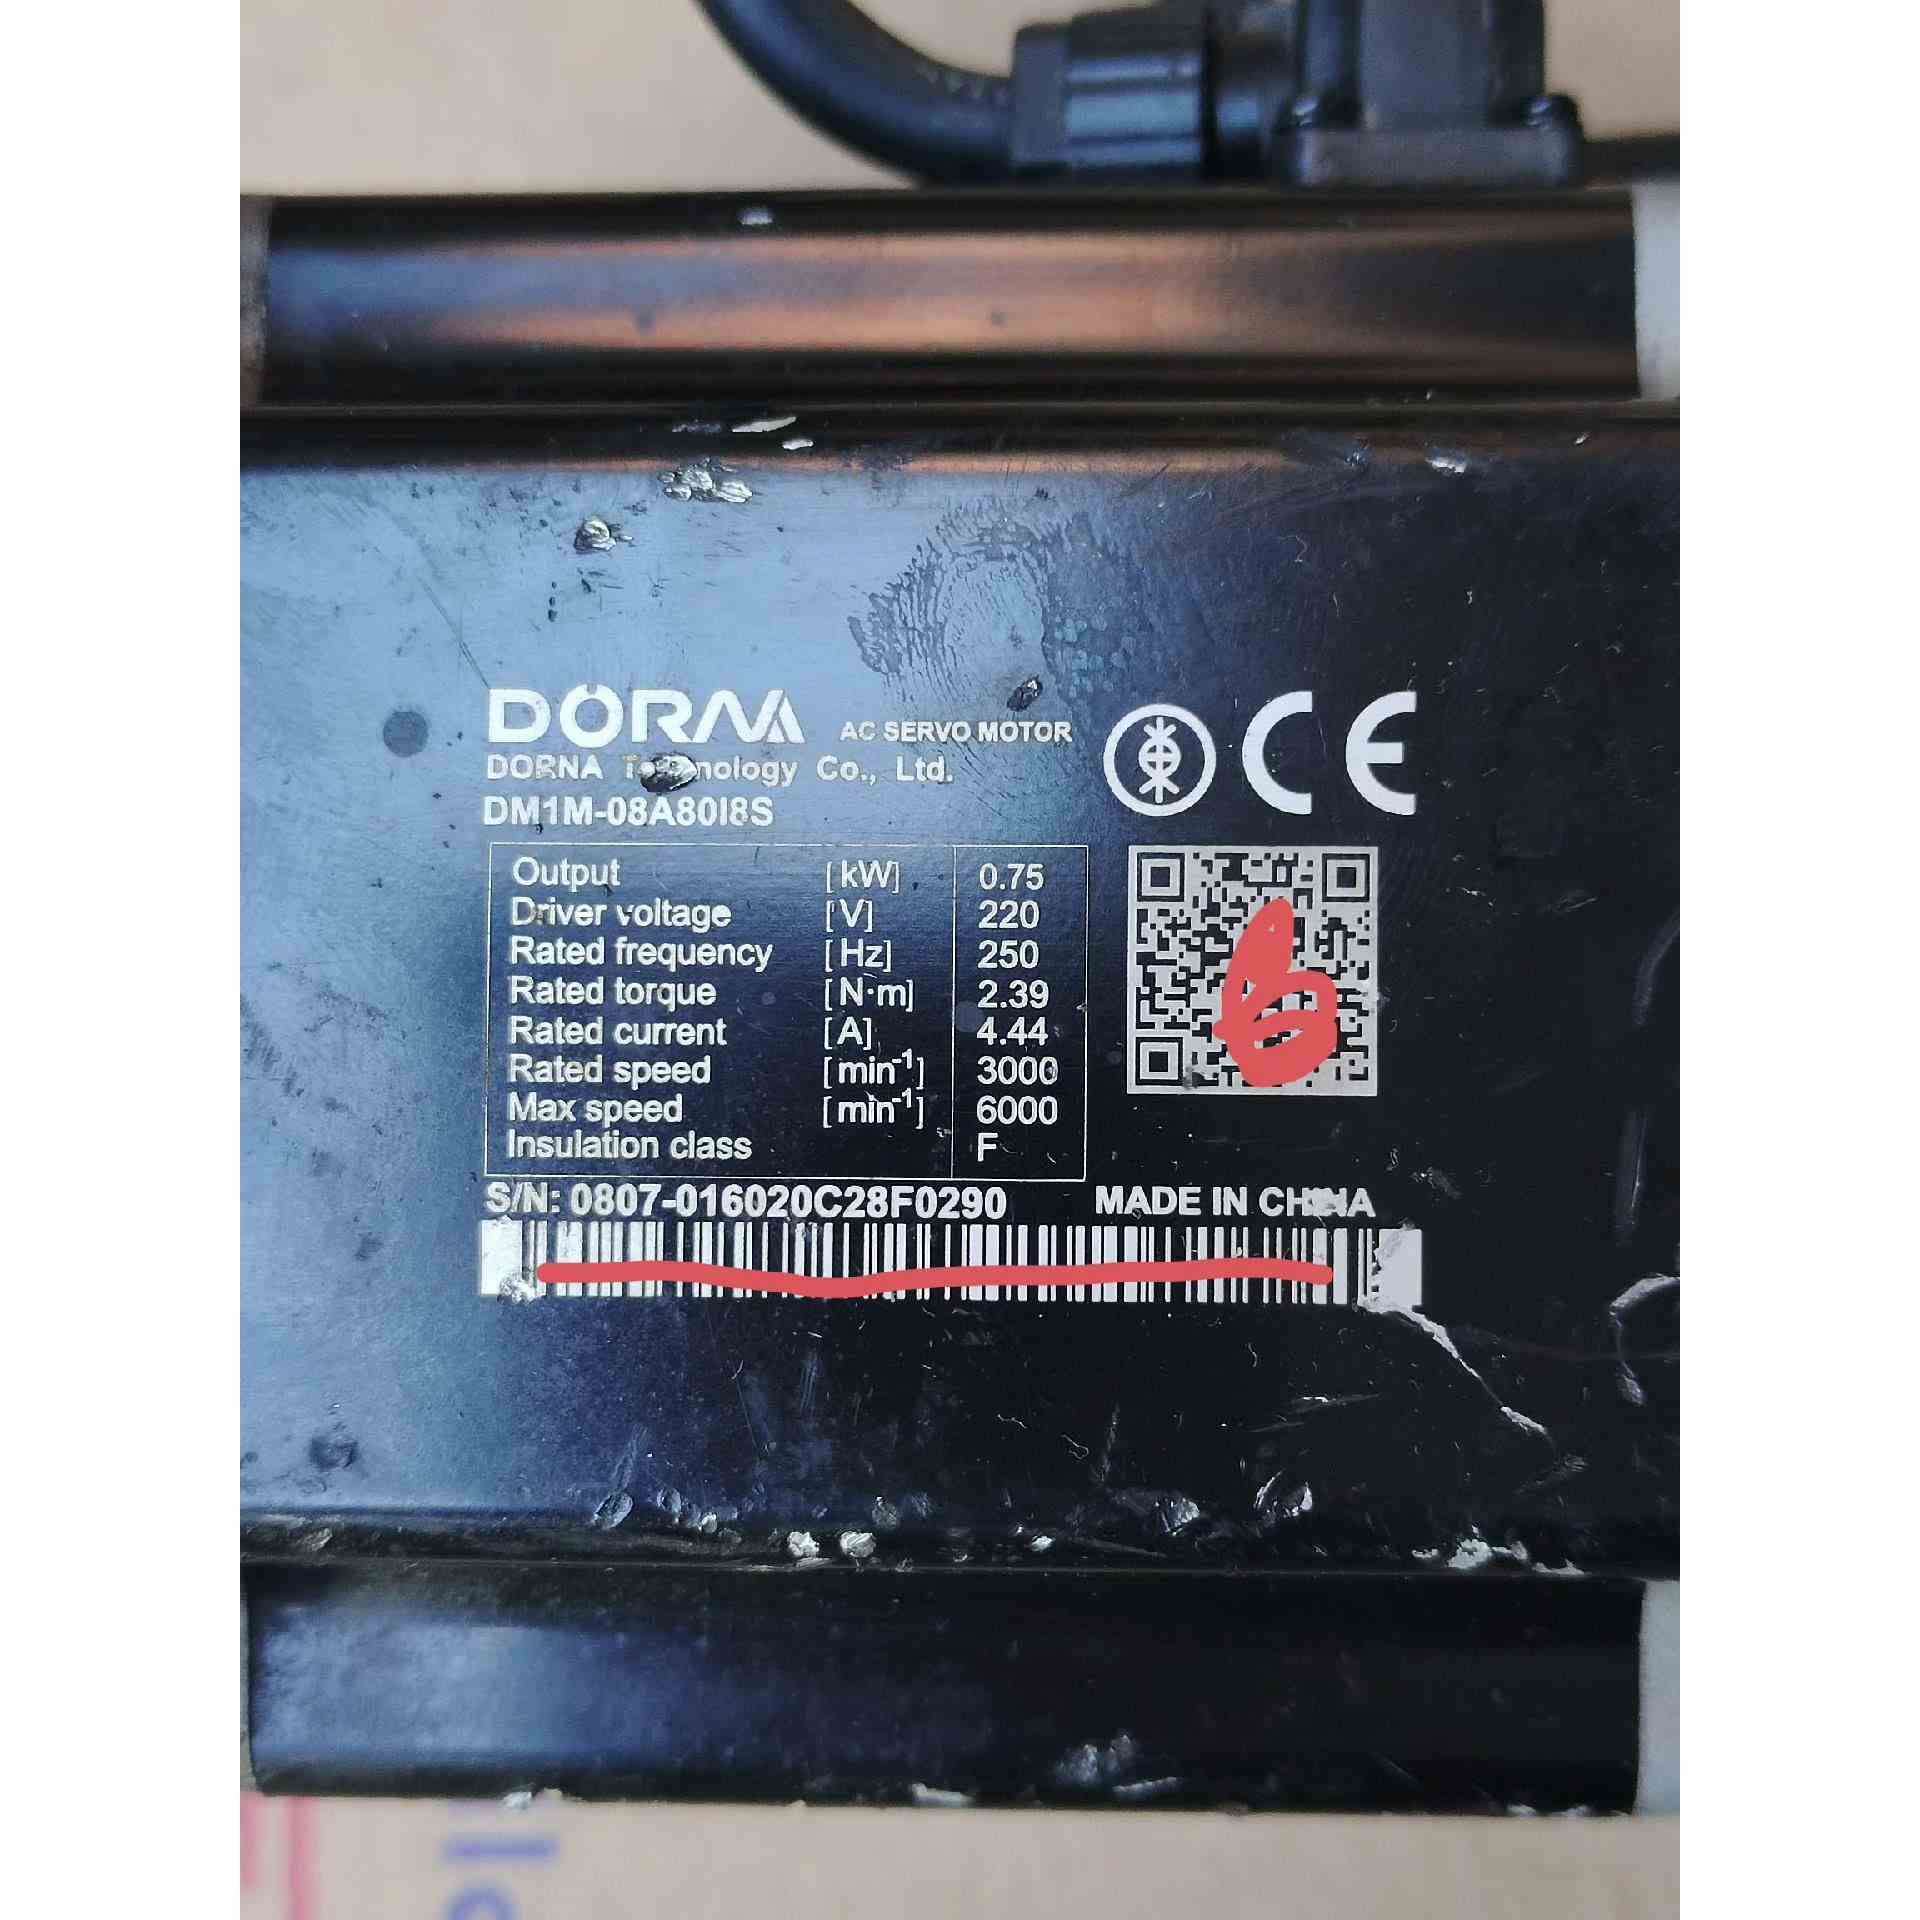 DORNA AC SERVO MOTOR
DORNA Technology Co., Ltd.
DM1M-08A80I8S
Output [kW] 0.75
Driver voltage [V] 220
Rated frequency [Hz] 250
Rated torque [N·m] 2.39
Rated current [A] 4.44
Rated speed [min⁻¹] 3000
Max speed [min⁻¹] 6000
Insulation class F
S/N: 0807-016020C28F0290 MADE IN CHINA
CE